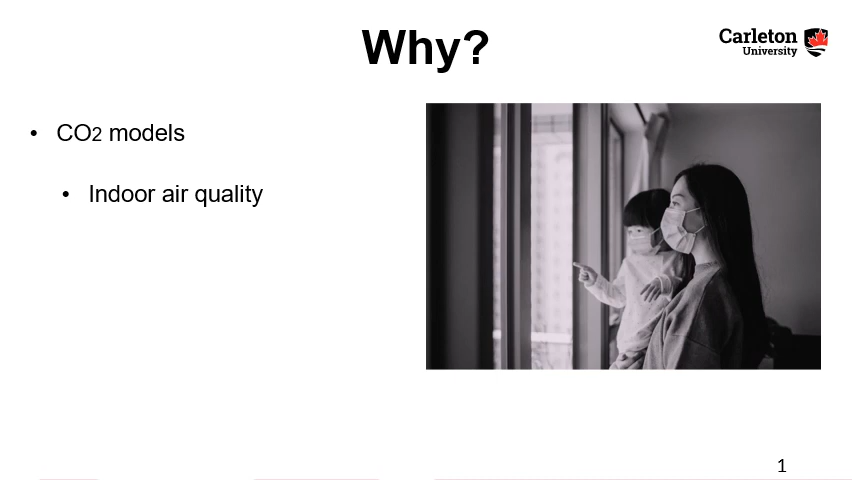 Why?
Carleton
University
• CO2 models
• Indoor air quality
1